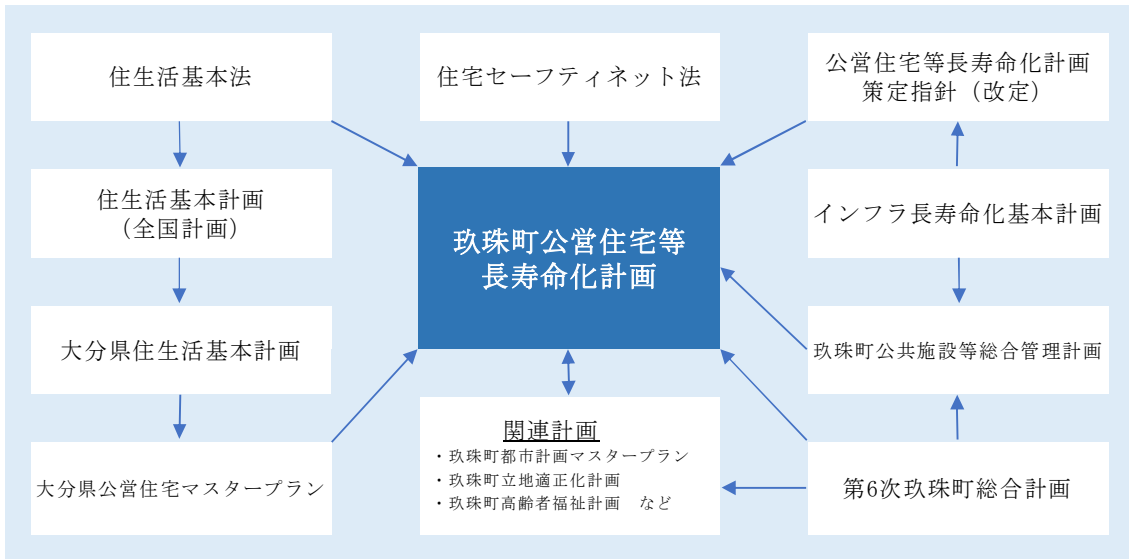 住生活基本法
住宅セーフティネット法
公営住宅等長寿命化計画
策定指針（改定）
住生活基本計画
（全国計画）
インフラ長寿命化基本計画
玖珠町公営住宅等
長寿命化計画
大分県住生活基本計画
玖珠町公共施設等総合管理計画
大分県公営住宅マスタープラン
関連計画
・玖珠町都市計画マスタープラン
・玖珠町立地適正化計画
・玖珠町高齢者福祉計画　など
第6次玖珠町総合計画